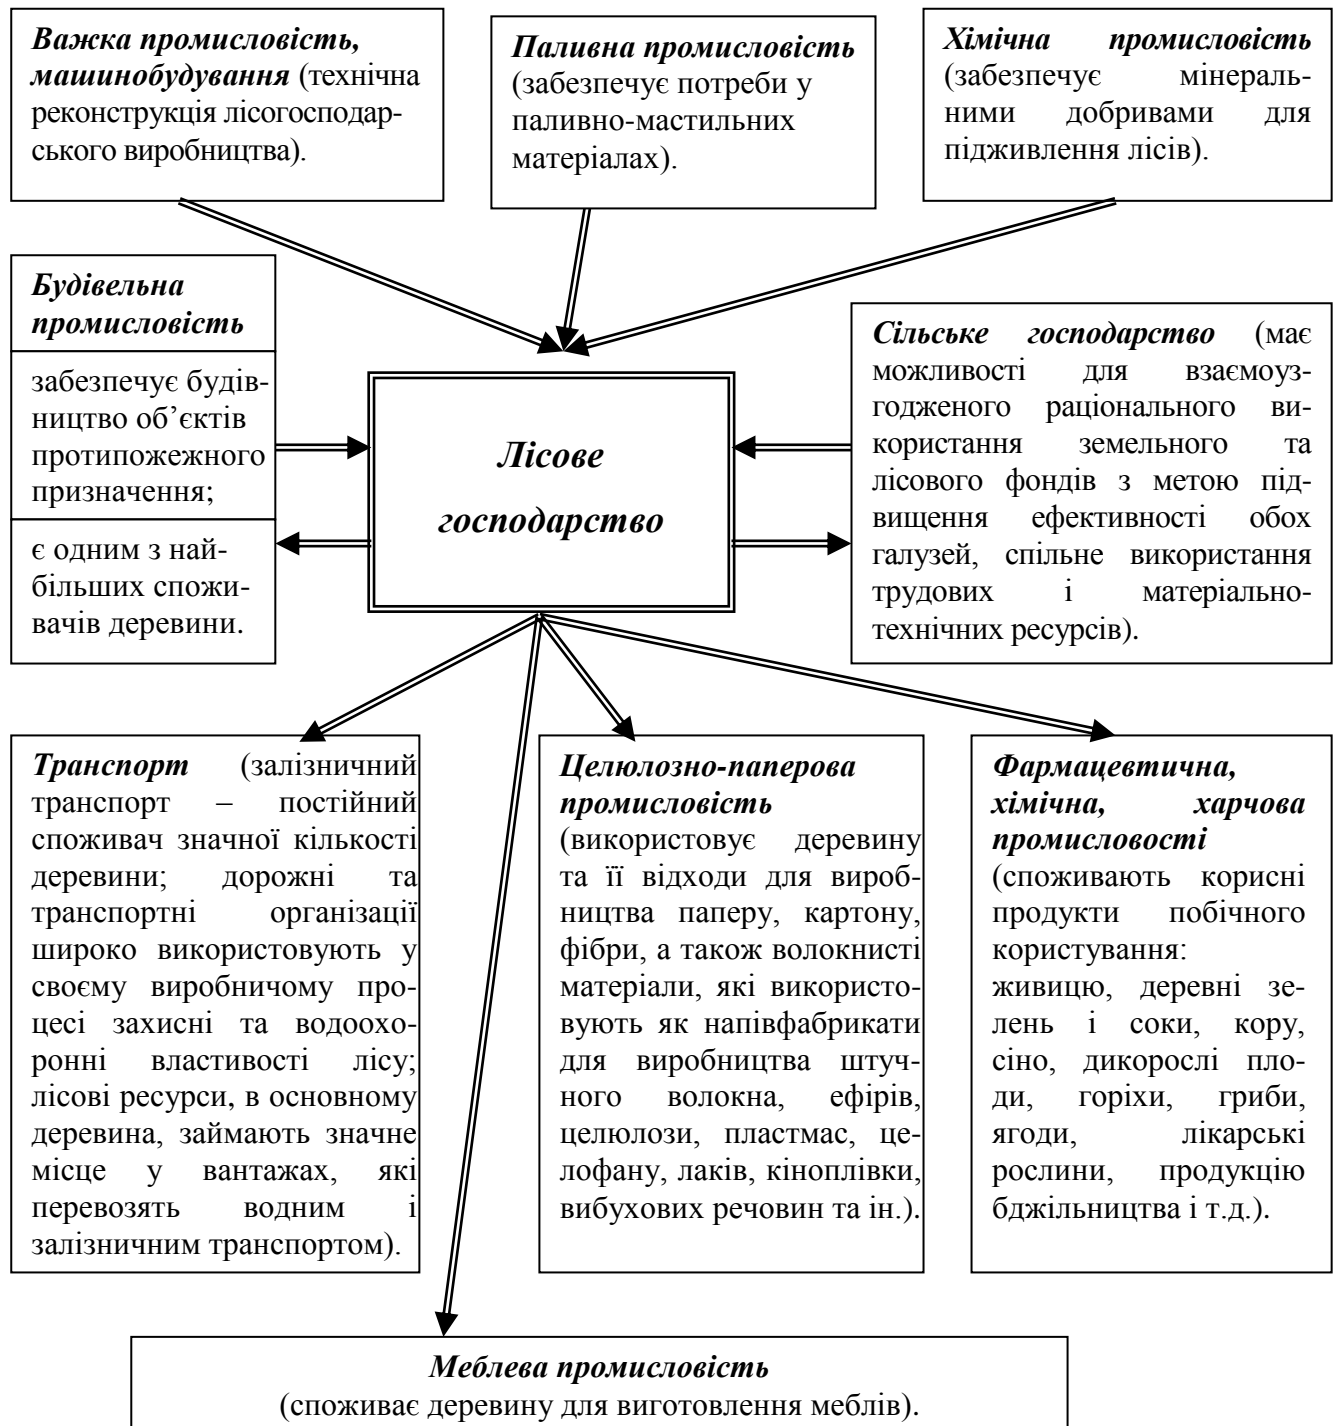 Важка промисловість,
машинобудування (технічна
реконструкція лісогосподар-
ського виробництва).
Паливна промисловість
(забезпечує потреби у
паливно-мастильних
матеріалах).
Хімічна промисловість
(забезпечує мінераль-
ними добривами для
підживлення лісів).
Будівельна
промисловість
забезпечує будів-
ництво об’єктів
протипожежного
призначення;
є одним з най-
більших спожи-
вачів деревини.
Лісове
господарство
Сільське господарство (має
можливості для взаємоуз-
годженого раціонального ви-
користання земельного та
лісового фондів з метою під-
вищення ефективності обох
галузей, спільне використання
трудових і матеріально-
технічних ресурсів).
Транспорт (залізничний
транспорт – постійний
споживач значної кількості
деревини; дорожні та
транспортні організації
широко використовують у
своєму виробничому про-
цесі захисні та водоохо-
ронні властивості лісу;
лісові ресурси, в основному
деревина, займають значне
місце у вантажах, які
перевозять водним і
залізничним транспортом).
Целюлозно-паперова
промисловість
(використовує деревину
та її відходи для вироб-
ництва паперу, картону,
фібри, а також волокнисті
матеріали, які використо-
вують як напівфабрикати
для виробництва штуч-
ного волокна, ефірів,
целюлози, пластмас, це-
лофану, лаків, кіноплівки,
вибухових речовин та ін.).
Фармацевтична,
хімічна, харчова
промисловості
(споживають корисні
продукти побічного
користування:
живицю, деревні зе-
лень і соки, кору,
сіно, дикорослі пло-
ди, горіхи, гриби,
ягоди, лікарські
рослини, продукцію
бджільництва і т.д.).
Меблева промисловість
(споживає деревину для виготовлення меблів).